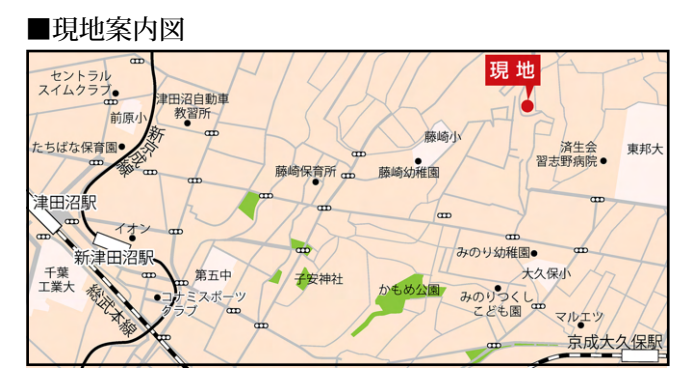 ■現地案内図
現地
セントラル
スイムクラブ
津田沼自動車
教習所
前原小
新京成線
たちばな保育園
藤崎小
藤崎保育所
藤崎幼稚園
済生会
習志野病院
東邦大
津田沼駅
イオン
新津田沼駅
みのり幼稚園
千葉
工業大
第五中
子安神社
大久保小
かもめ公園
総武本線
コナミスポーツ
クラブ
みのりつくし
こども園
マルエツ
京成大久保駅